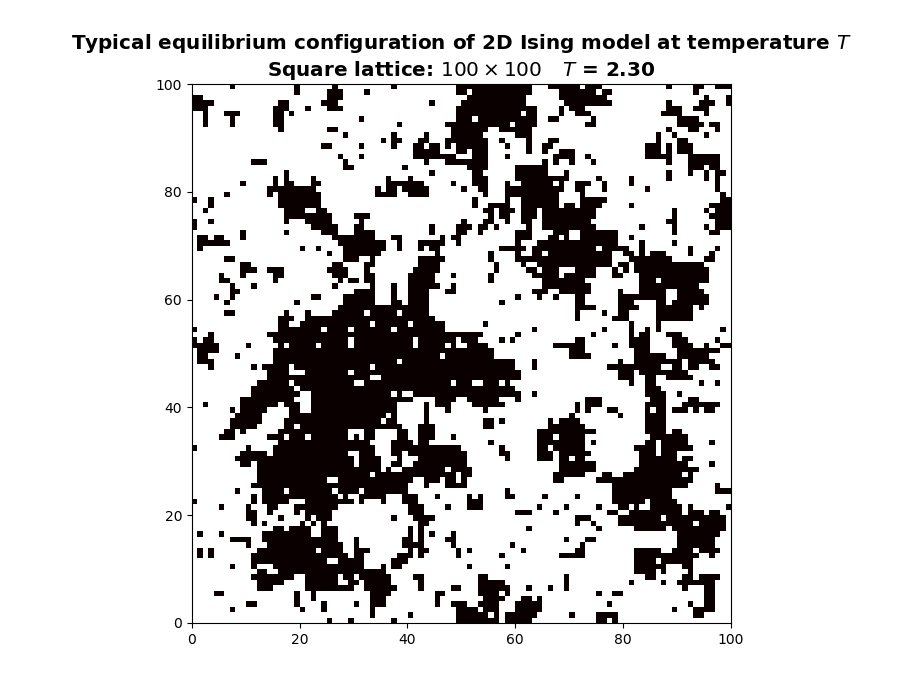 Typical equilibrium configuration of 2D Ising model at temperature T
Square lattice: 100 × 100 T = 2.30
100
80
60
40
20
0
0 20 40 60 80 100